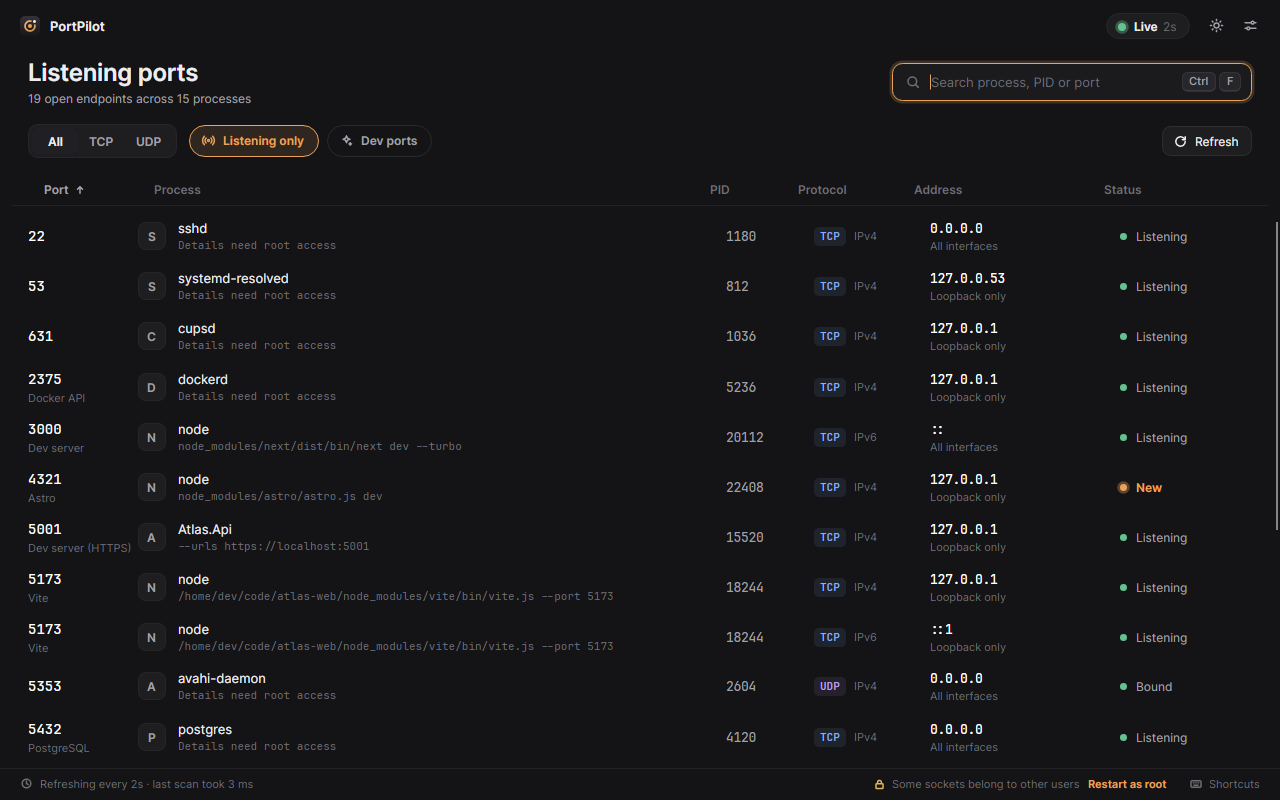 PortPilot
Live 2s
Listening ports
19 open endpoints across 15 processes
Search process, PID or port Ctrl F
All TCP UDP Listening only Dev ports Refresh
Port ↑ Process PID Protocol Address Status
22 S sshd 1180 TCP IPv4 0.0.0.0 Listening
Details need root access All interfaces
53 S systemd-resolved 812 TCP IPv4 127.0.0.53 Listening
Details need root access Loopback only
631 C cupsd 1036 TCP IPv4 127.0.0.1 Listening
Details need root access Loopback only
2375 D dockerd 5236 TCP IPv4 127.0.0.1 Listening
Docker API Details need root access Loopback only
3000 N node 20112 TCP IPv6 :: Listening
Dev server node_modules/next/dist/bin/next dev --turbo All interfaces
4321 N node 22408 TCP IPv4 127.0.0.1 New
Astro node_modules/astro/astro.js dev Loopback only
5001 A Atlas.Api 15520 TCP IPv4 127.0.0.1 Listening
Dev server (HTTPS) --urls https://localhost:5001 Loopback only
5173 N node 18244 TCP IPv4 127.0.0.1 Listening
Vite /home/dev/code/atlas-web/node_modules/vite/bin/vite.js --port 5173 Loopback only
5173 N node 18244 TCP IPv6 ::1 Listening
Vite /home/dev/code/atlas-web/node_modules/vite/bin/vite.js --port 5173 Loopback only
5353 A avahi-daemon 2604 UDP IPv4 0.0.0.0 Bound
Details need root access All interfaces
5432 P postgres 4120 TCP IPv4 0.0.0.0 Listening
PostgreSQL Details need root access All interfaces
Refreshing every 2s · last scan took 3 ms Some sockets belong to other users Restart as root Shortcuts